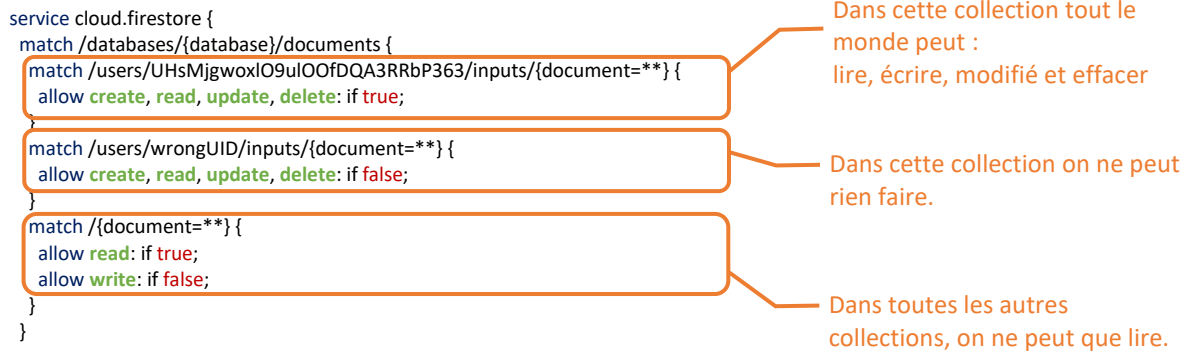 service cloud.firestore {
match /databases/{database}/documents {
match /users/UHsMjgwoxlO9ulOOfDQA3RRbP363/inputs/{document=**} {
allow create, read, update, delete: if true;
}
match /users/wrongUID/inputs/{document=**} {
allow create, read, update, delete: if false;
}
match /{document=**} {
allow read: if true;
allow write: if false;
}
}
Dans cette collection tout le
monde peut :
lire, écrire, modifié et effacer
Dans cette collection on ne peut
rien faire.
Dans toutes les autres
collections, on ne peut que lire.